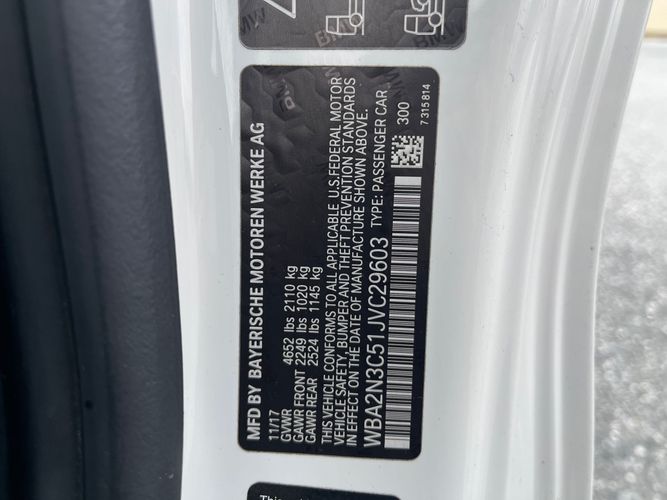 BMW
BMW
MFD BY BAYERISCHE MOTOREN WERKE AG
11/17
GVWR 4652 lbs 2110 kg
GAWR FRONT 2249 lbs 1020 kg
GAWR REAR 2524 lbs 1145 kg
THIS VEHICLE CONFORMS TO ALL APPLICABLE U.S.FEDERAL MOTOR
VEHICLE SAFETY, BUMPER AND THEFT PREVENTION STANDARDS
IN EFFECT ON THE DATE OF MANUFACTURE SHOWN ABOVE.
WBA2N3C51JVC29603 TYPE: PASSENGER CAR
300
7 315 814
This